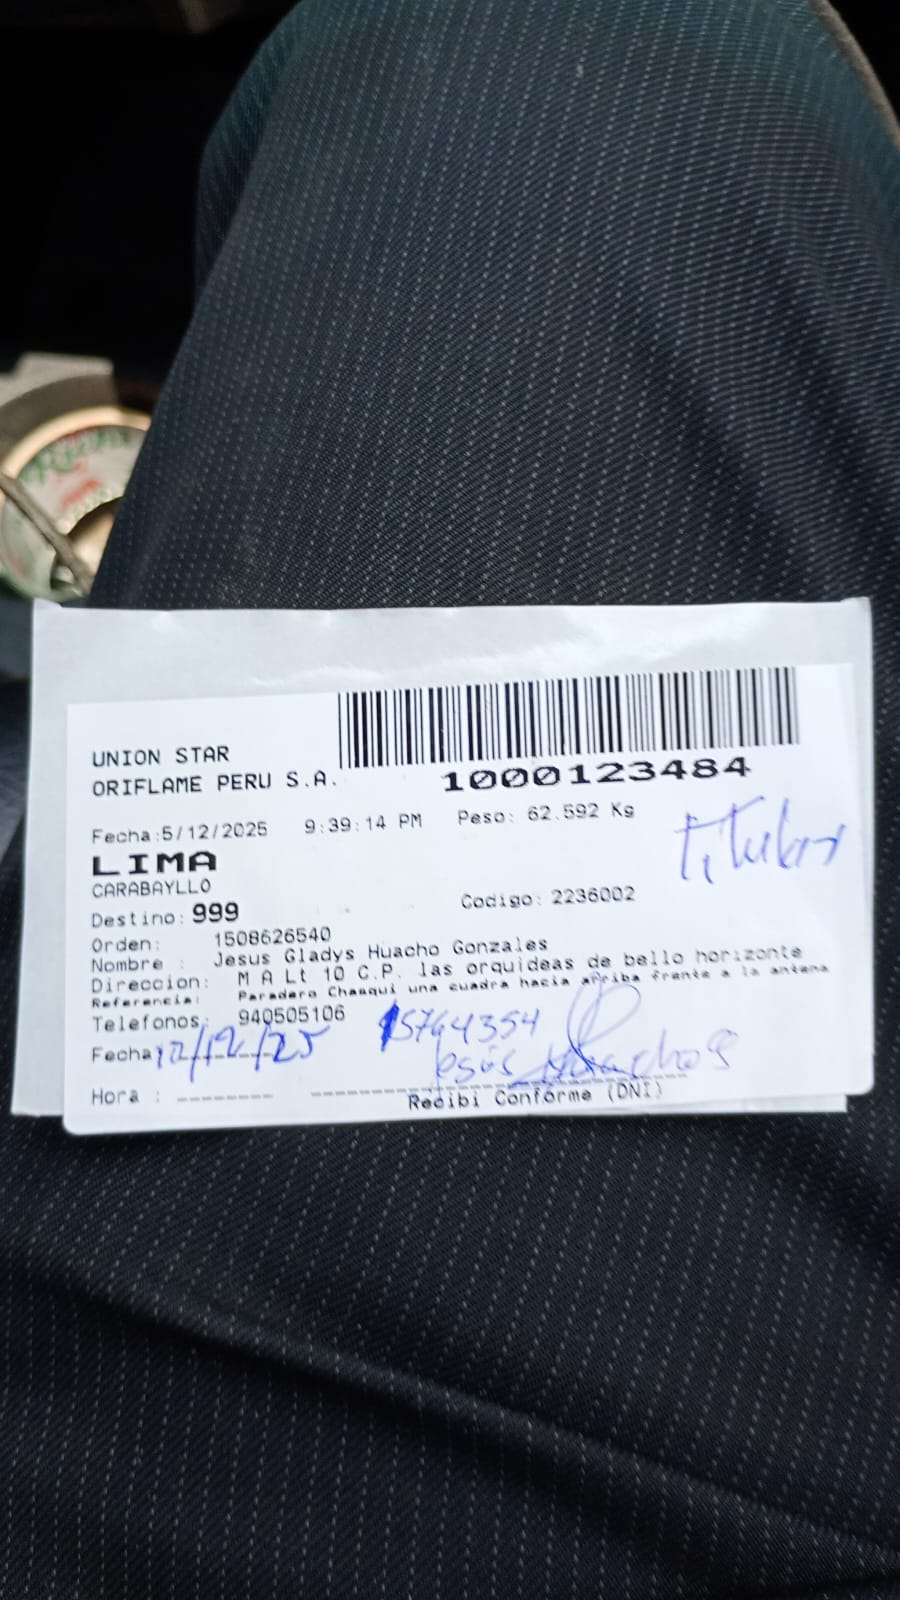 UNION STAR
ORIFLAME PERU S.A.
1000123484
Fecha:5/12/2025 9:39:14 PM Peso: 62.592 Kg
Titular
LIMA
CARABAYLLO
Destino: 999 Codigo: 2236002
Orden: 1508626540
Nombre : Jesus Gladys Huacho Gonzales
Direccion: M A Lt 10 C.P. las orquideas de bello horizonte
Referencia: Paradero Chasqui una cuadra hacia arriba frente a la antena
Telefonos: 940505106
Fecha 12/12/25 15744354
Jesús Huacho G
Hora :
Recibi Conforme (DNI)